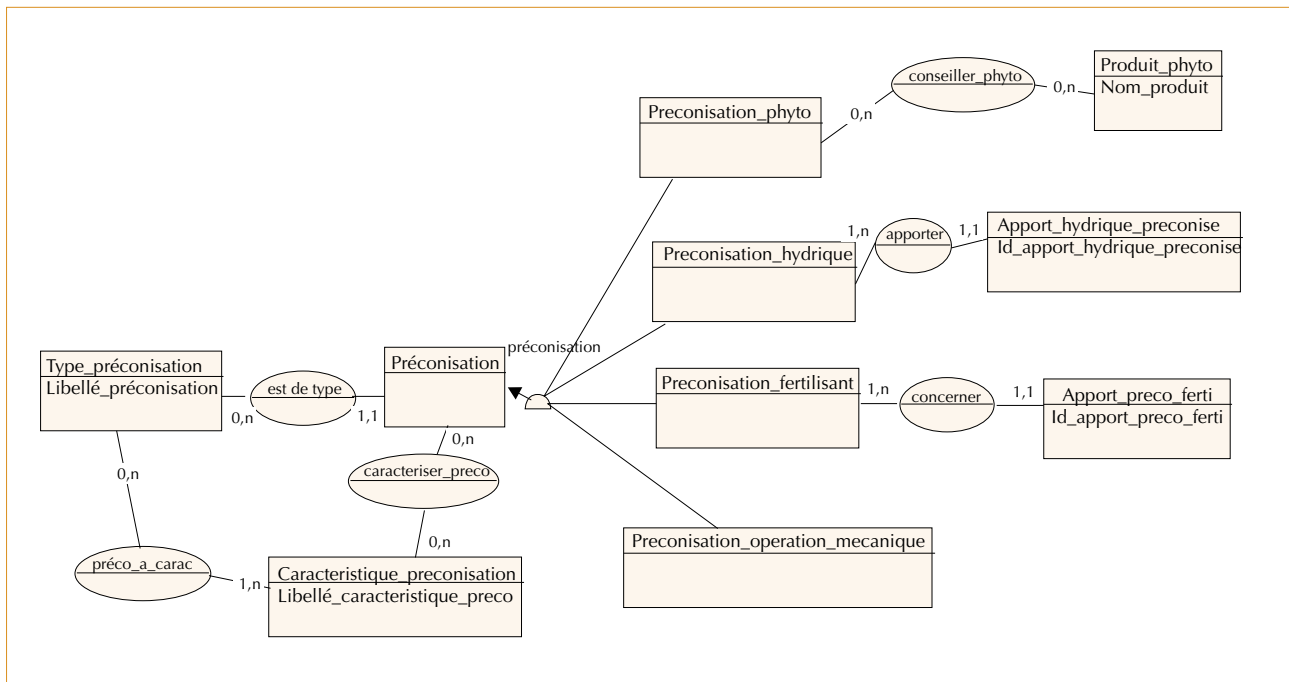 conseiller_phyto
Produit_phyto
Nom_produit
0,n
0,n
Preconisation_phyto
1,n
apporter
1,1
Apport_hydrique_preconise
Id_apport_hydrique_preconise
Preconisation_hydrique
préconisation
Type_préconisation
Libellé_préconisation
est de type
0,n
1,1
Préconisation
Preconisation_fertilisant
1,n
concerner
1,1
Apport_preco_ferti
Id_apport_preco_ferti
0,n
caracteriser_preco
0,n
0,n
Preconisation_operation_mecanique
préco_a_carac
1,n
Caracteristique_preconisation
Libellé_caracteristique_preco